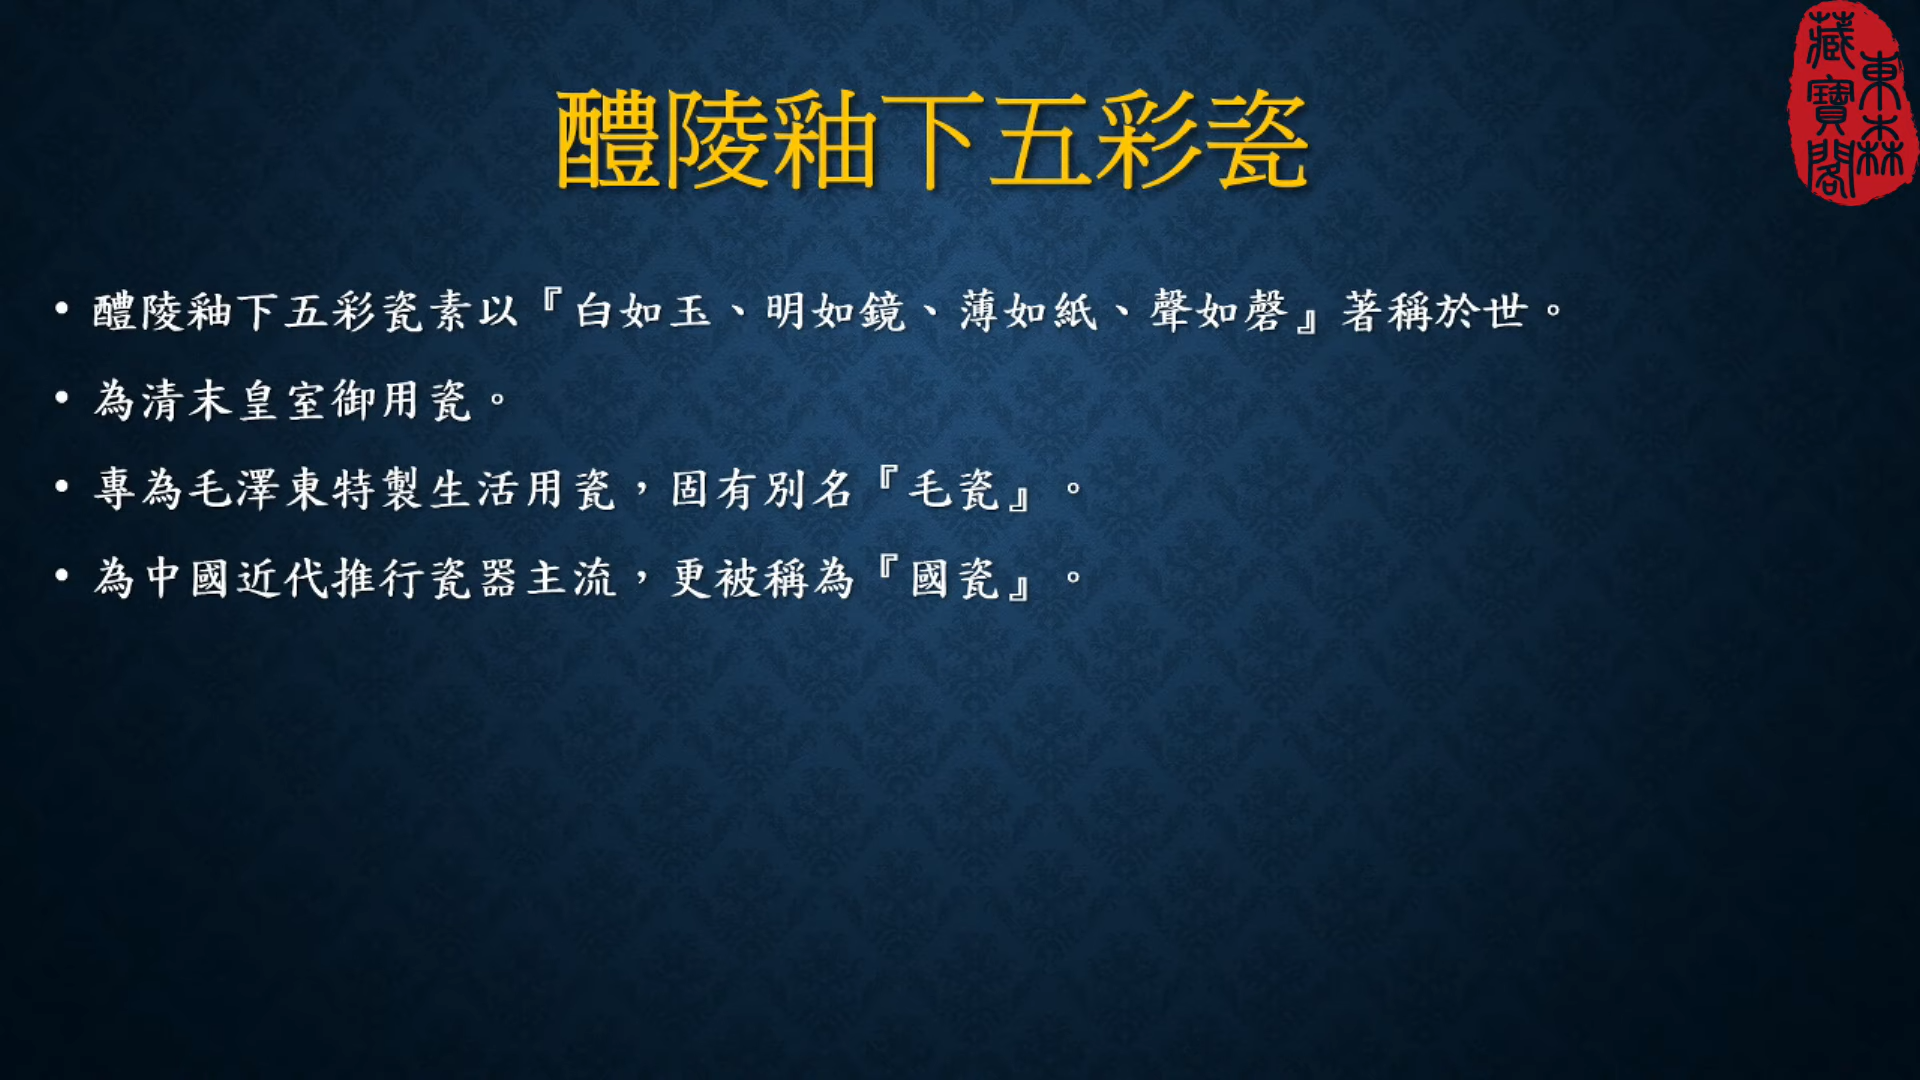 醴陵釉下五彩瓷
• 醴陵釉下五彩瓷素以『白如玉、明如鏡、薄如紙、聲如磬』著稱於世。
• 為清末皇室御用瓷。
• 專為毛澤東特製生活用瓷，固有別名『毛瓷』。
• 為中國近代推行瓷器主流，更被稱為『國瓷』。
東森
藏寶閣